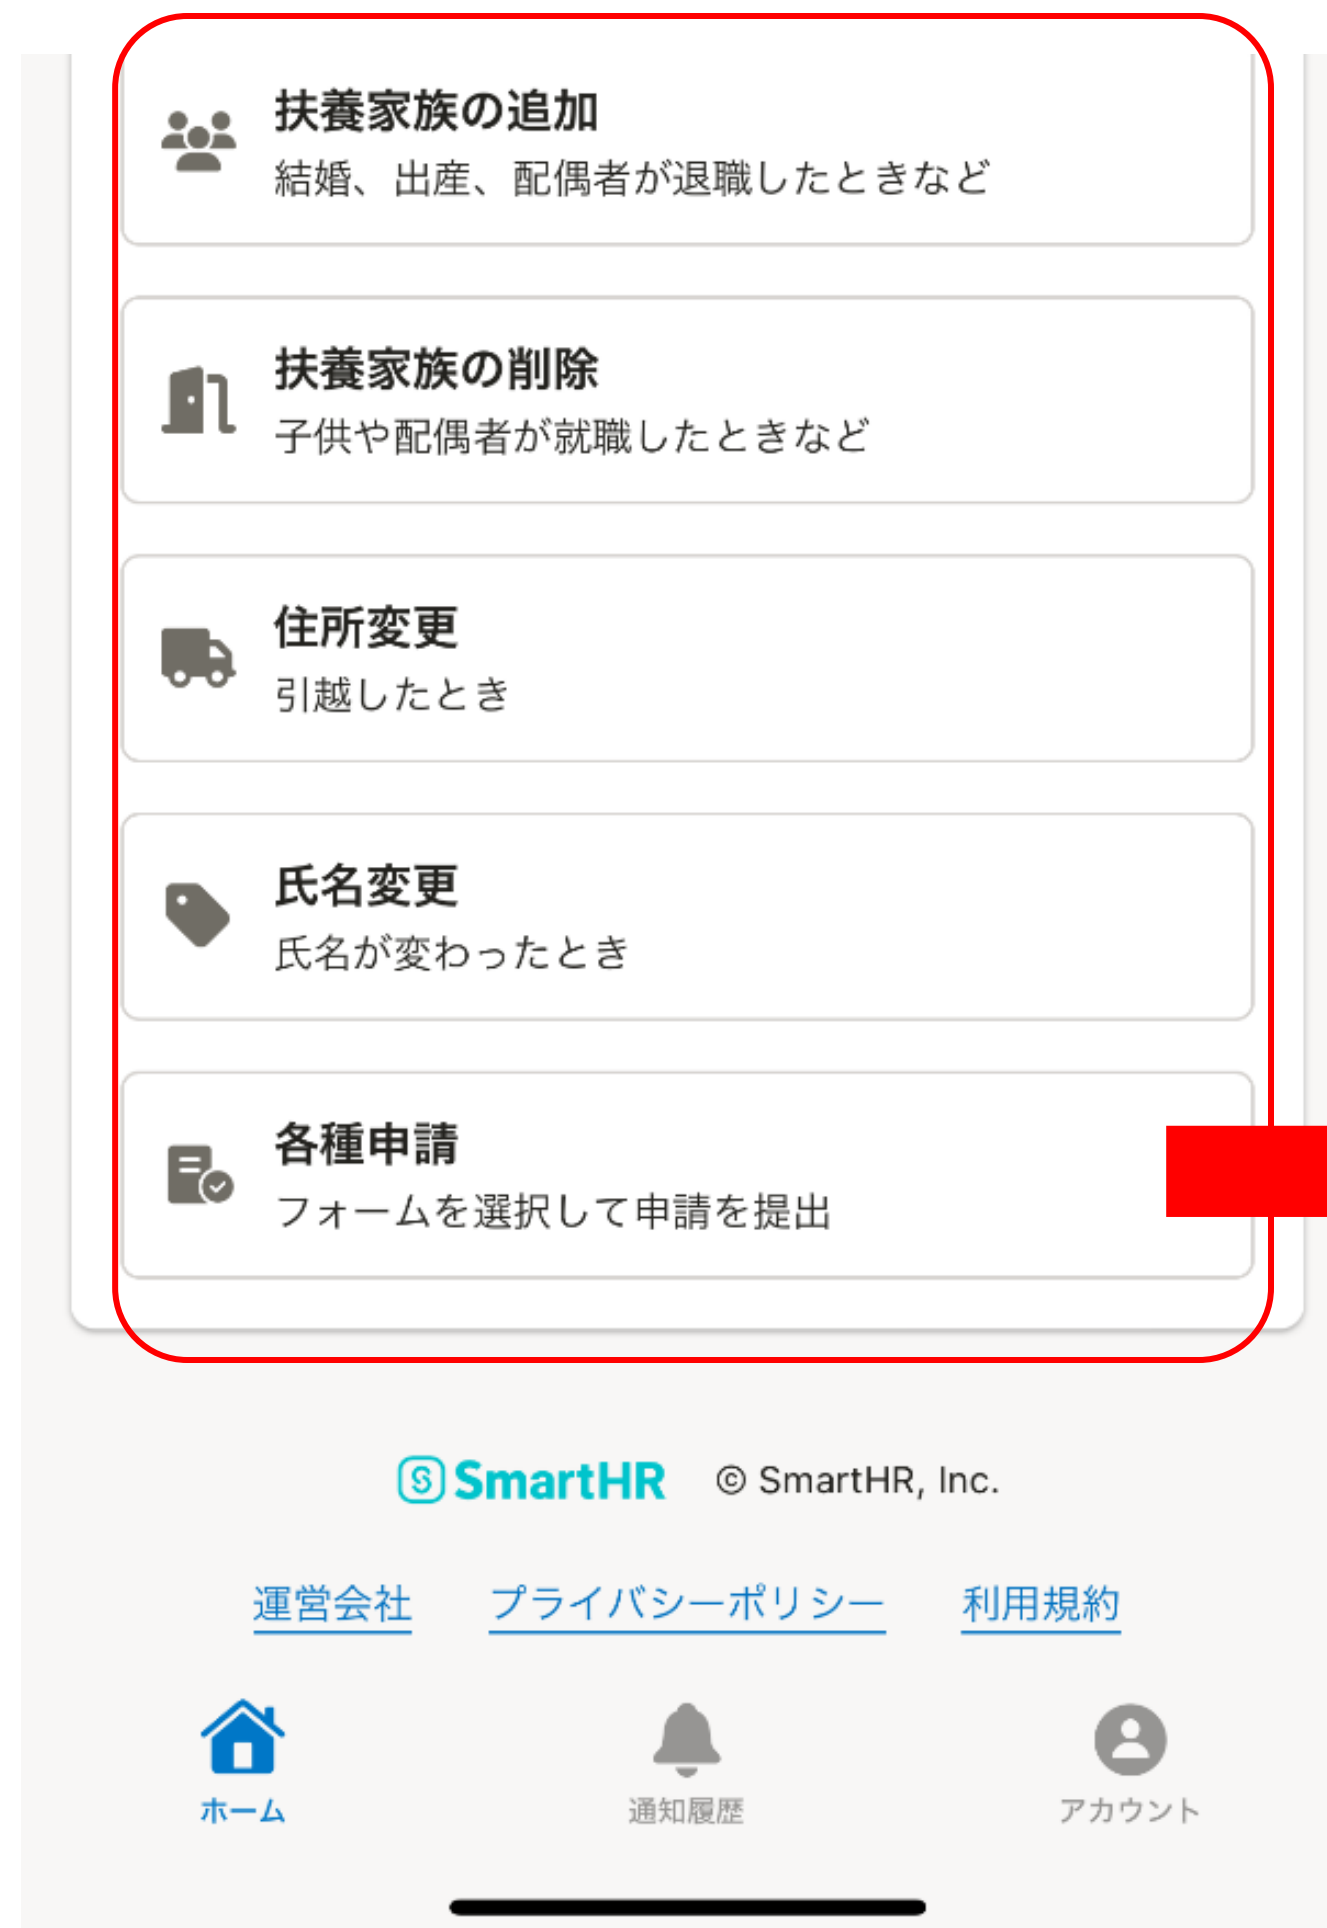 扶養家族の追加
結婚、出産、配偶者が退職したときなど
扶養家族の削除
子供や配偶者が就職したときなど
住所変更
引越したとき
氏名変更
氏名が変わったとき
各種申請
フォームを選択して申請を提出
SmartHR © SmartHR, Inc.
運営会社 プライバシーポリシー 利用規約
ホーム 通知履歴 アカウント